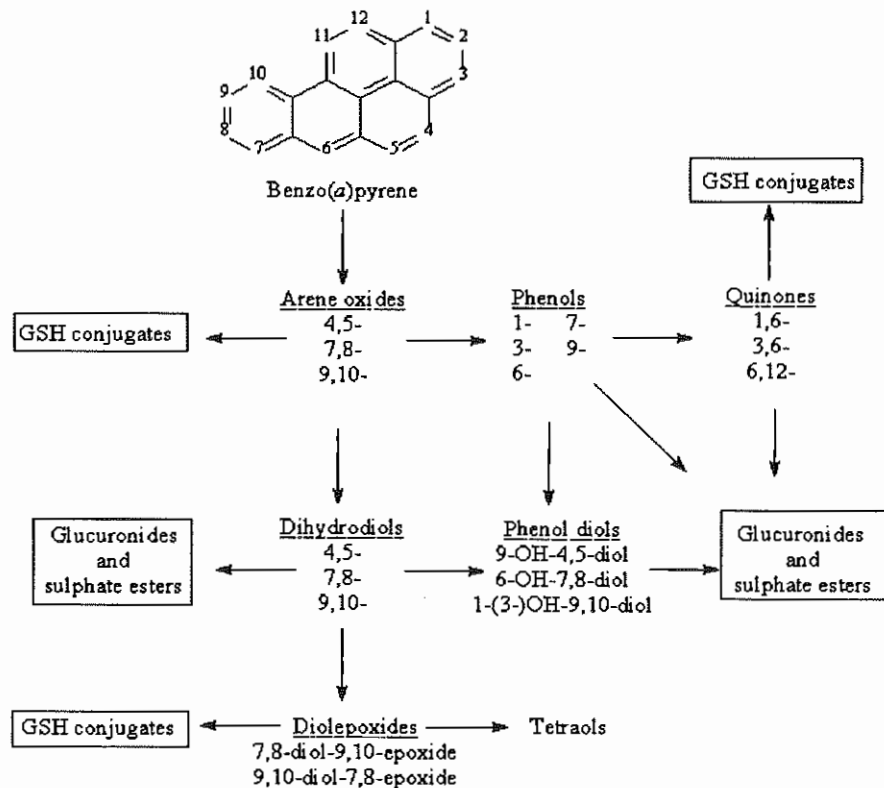 12
1
11
2
10
3
9
8
4
7
6
5
Benzo(a)pyrene
GSH conjugates
Arene oxides
4,5-
7,8-
9,10-
Phenols
1- 7-
3- 9-
6-
Quinones
1,6-
3,6-
6,12-
GSH conjugates
Glucuronides
and
sulphate esters
Dihydrodiols
4,5-
7,8-
9,10-
Phenol diols
9-OH-4,5-diol
6-OH-7,8-diol
1-(3-)OH-9,10-diol
Glucuronides
and
sulphate esters
GSH conjugates
Diolepoxides
7,8-diol-9,10-epoxide
9,10-diol-7,8-epoxide
Tetraols